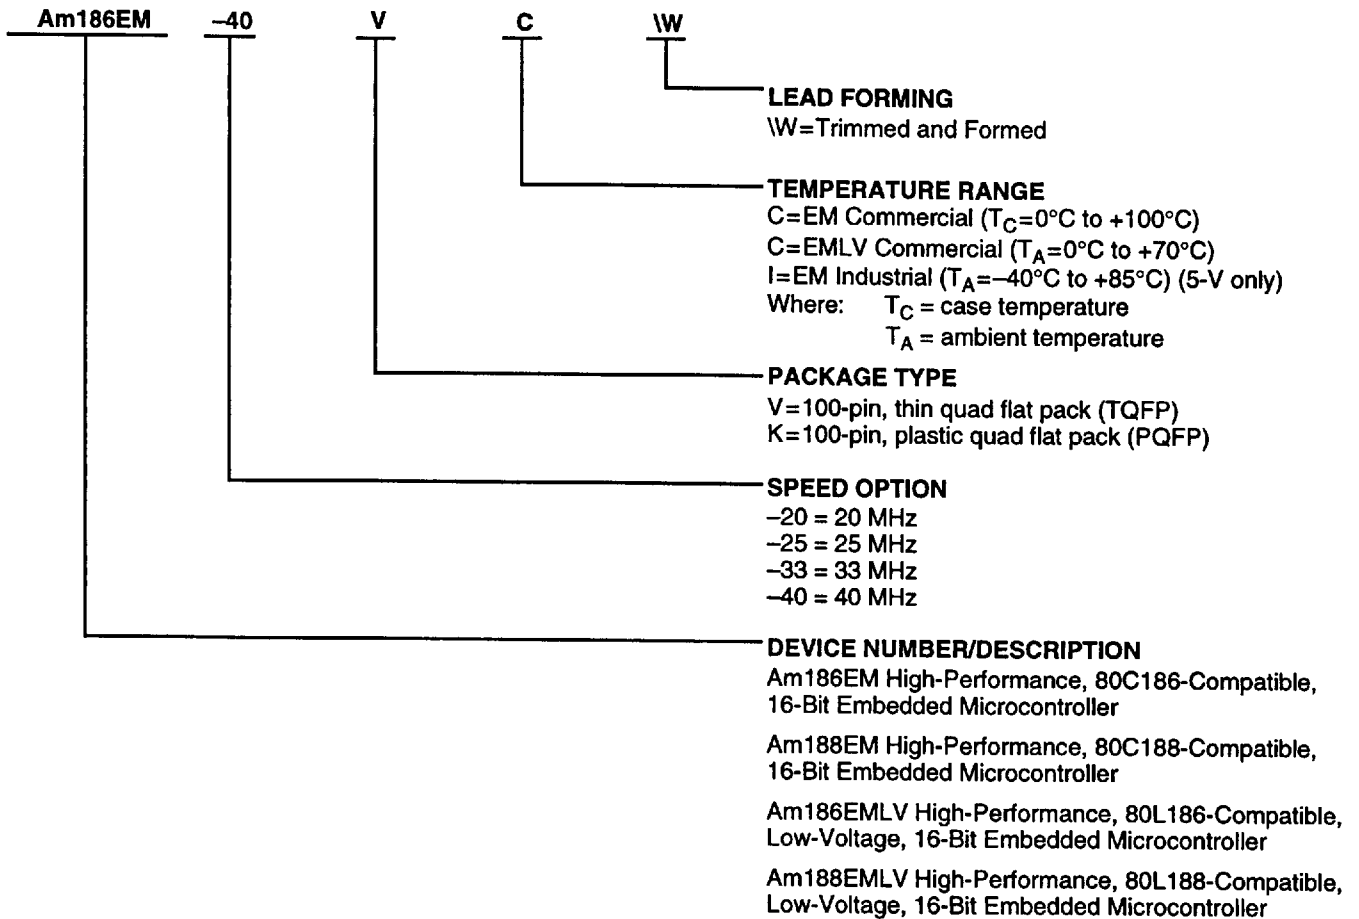 Am186EM –40 V C \W
LEAD FORMING
\W=Trimmed and Formed
TEMPERATURE RANGE
C=EM Commercial (TC=0°C to +100°C)
C=EMLV Commercial (TA=0°C to +70°C)
I=EM Industrial (TA=–40°C to +85°C) (5-V only)
Where: TC = case temperature
TA = ambient temperature
PACKAGE TYPE
V=100-pin, thin quad flat pack (TQFP)
K=100-pin, plastic quad flat pack (PQFP)
SPEED OPTION
–20 = 20 MHz
–25 = 25 MHz
–33 = 33 MHz
–40 = 40 MHz
DEVICE NUMBER/DESCRIPTION
Am186EM High-Performance, 80C186-Compatible,
16-Bit Embedded Microcontroller
Am188EM High-Performance, 80C188-Compatible,
16-Bit Embedded Microcontroller
Am186EMLV High-Performance, 80L186-Compatible,
Low-Voltage, 16-Bit Embedded Microcontroller
Am188EMLV High-Performance, 80L188-Compatible,
Low-Voltage, 16-Bit Embedded Microcontroller